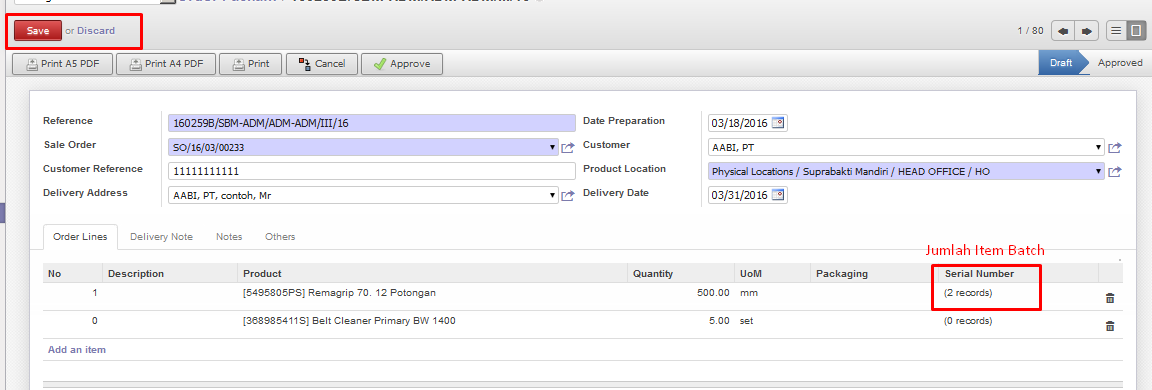 Save or Discard
1 / 80
Print A5 PDF Print A4 PDF Print Cancel Approve
Draft Approved
Reference 160259B/SBM-ADM/ADM-ADM/III/16 Date Preparation 03/18/2016
Sale Order SO/16/03/00233 Customer AABI, PT
Customer Reference 11111111111 Product Location Physical Locations / Suprabakti Mandiri / HEAD OFFICE / HO
Delivery Address AABI, PT, contoh, Mr Delivery Date 03/31/2016
Order Lines Delivery Note Notes Others
Jumlah Item Batch
No Description Product Quantity UoM Packaging Serial Number
1 [5495805PS] Remagrip 70. 12 Potongan 500.00 mm (2 records)
0 [368985411S] Belt Cleaner Primary BW 1400 5.00 set (0 records)
Add an item